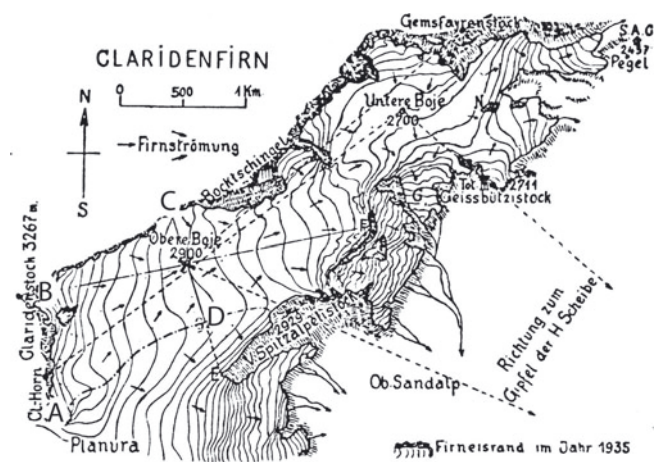 CLARIDENFIRN
0 500 1 Km
N
S
Firnströmung
Gemsfayrenstock
S.A.C
Pegel
Untere Boje
2700
N
Bocktschingel
C
Obere Boje
2900
B
Claridenstock 3267 m.
Cl.-Horn
A
Planura
D
E
2929
V. Spitzalpelistock
F
G
2711
Geissbützistock
Ob. Sandalp
Richtung zum
Gipfel der H Scheibe
Firneisrand im Jahr 1935